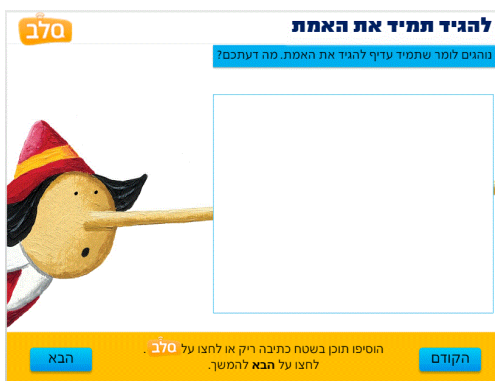 להגיד תמיד את האמת
סלב
נוהגים לומר שתמיד עדיף להגיד את האמת. מה דעתכם?
הקודם
הוסיפו תוכן בשטח כתיבה ריק או לחצו על סלב.
לחצו על הבא להמשך.
הבא